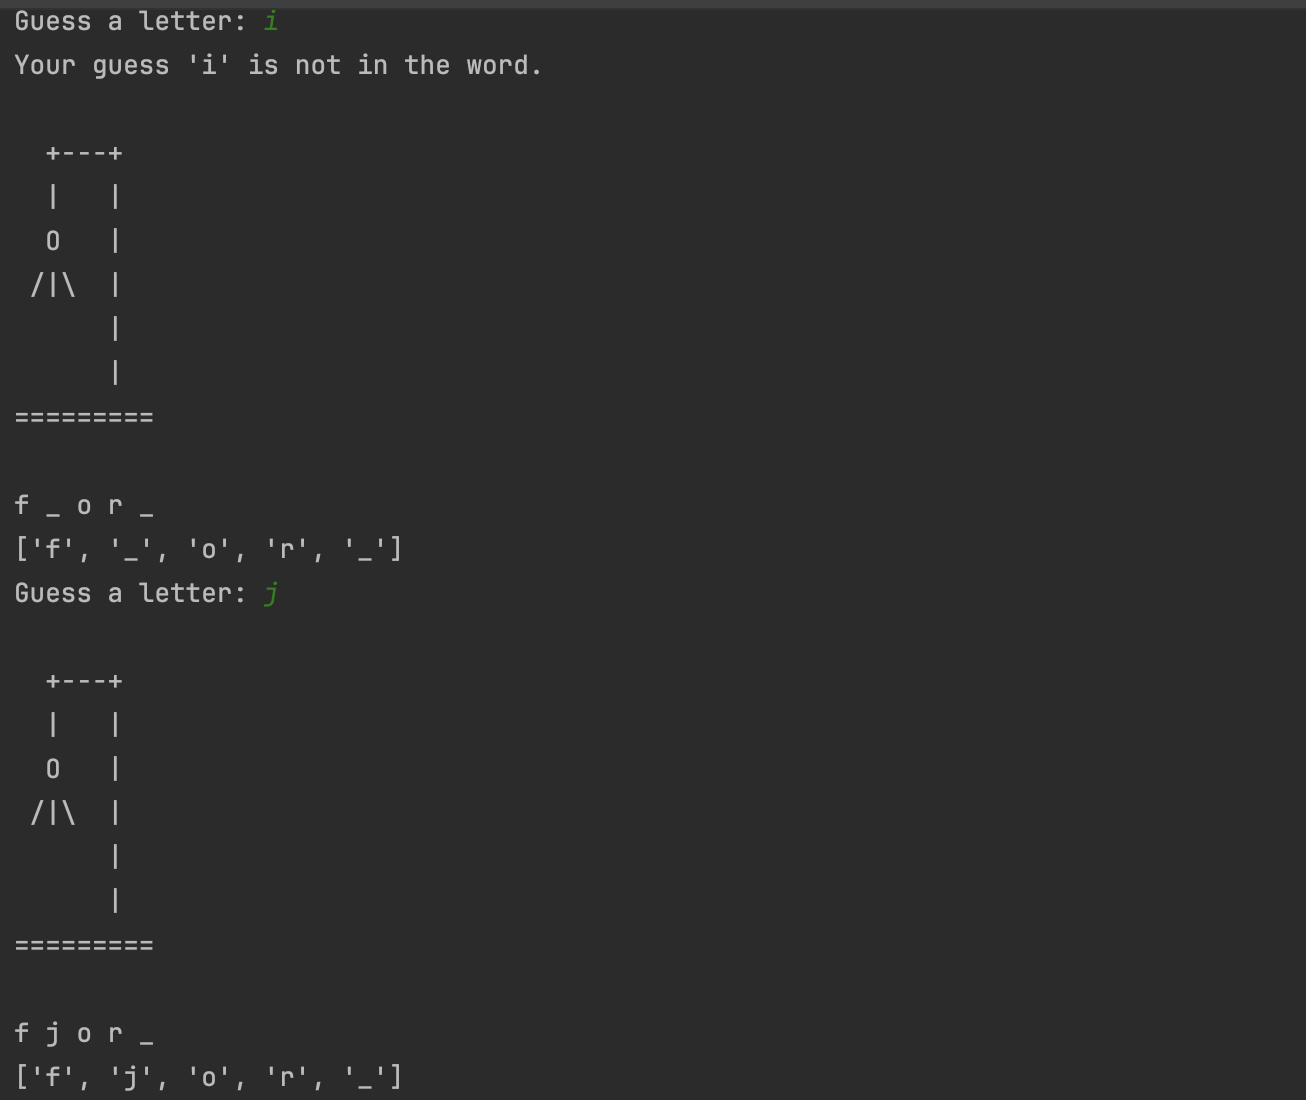 Guess a letter: i
Your guess 'i' is not in the word.
  +---+
  |   |
  O   |
 /|\  |
      |
      |
=========
f _ o r _
['f', '_', 'o', 'r', '_']
Guess a letter: j
  +---+
  |   |
  O   |
 /|\  |
      |
      |
=========
f j o r _
['f', 'j', 'o', 'r', '_']